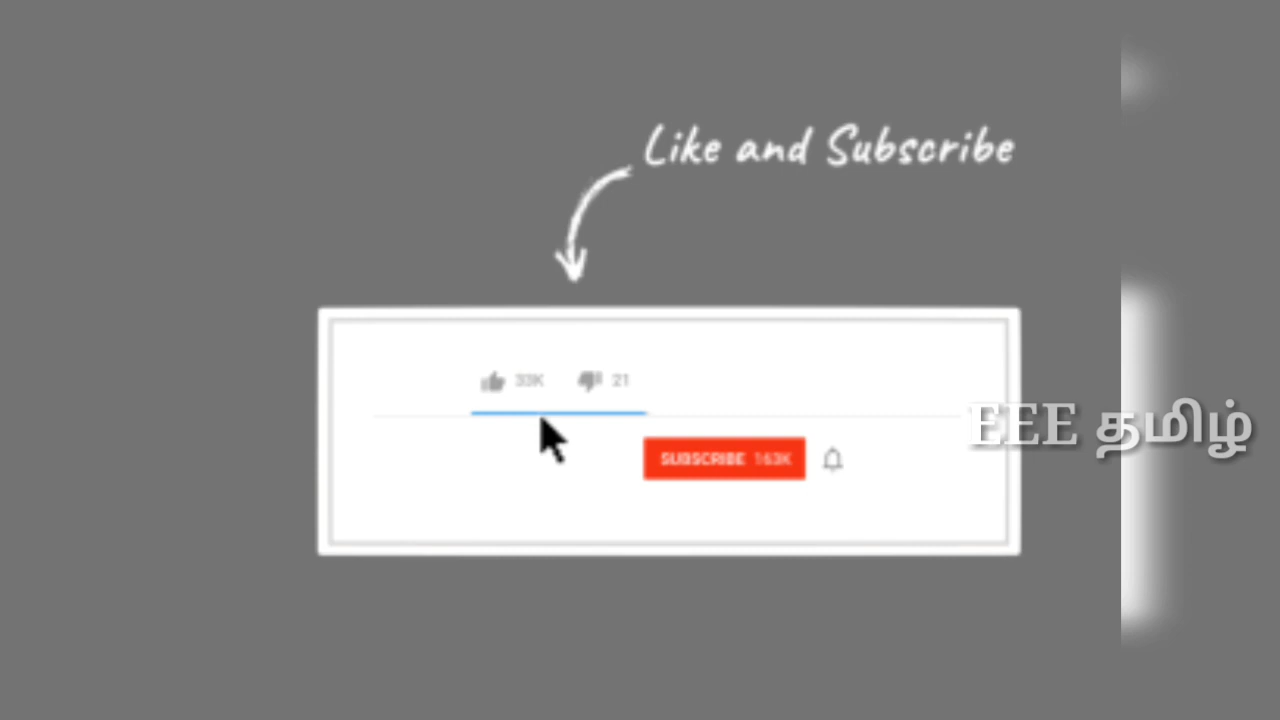 Like and Subscribe
33K 21
SUBSCRIBE 163K
EEE தமிழ்